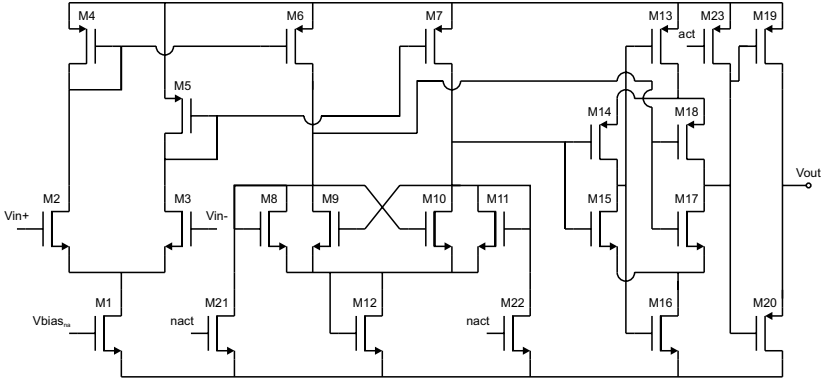 M4 M6 M7 M13 M23 M19
act
M5
M14 M18
Vout
M2 M3 M8 M9 M10 M11 M15 M17
Vin+ Vin-
M1 M21 M12 M22 M16 M20
Vbiasna nact nact